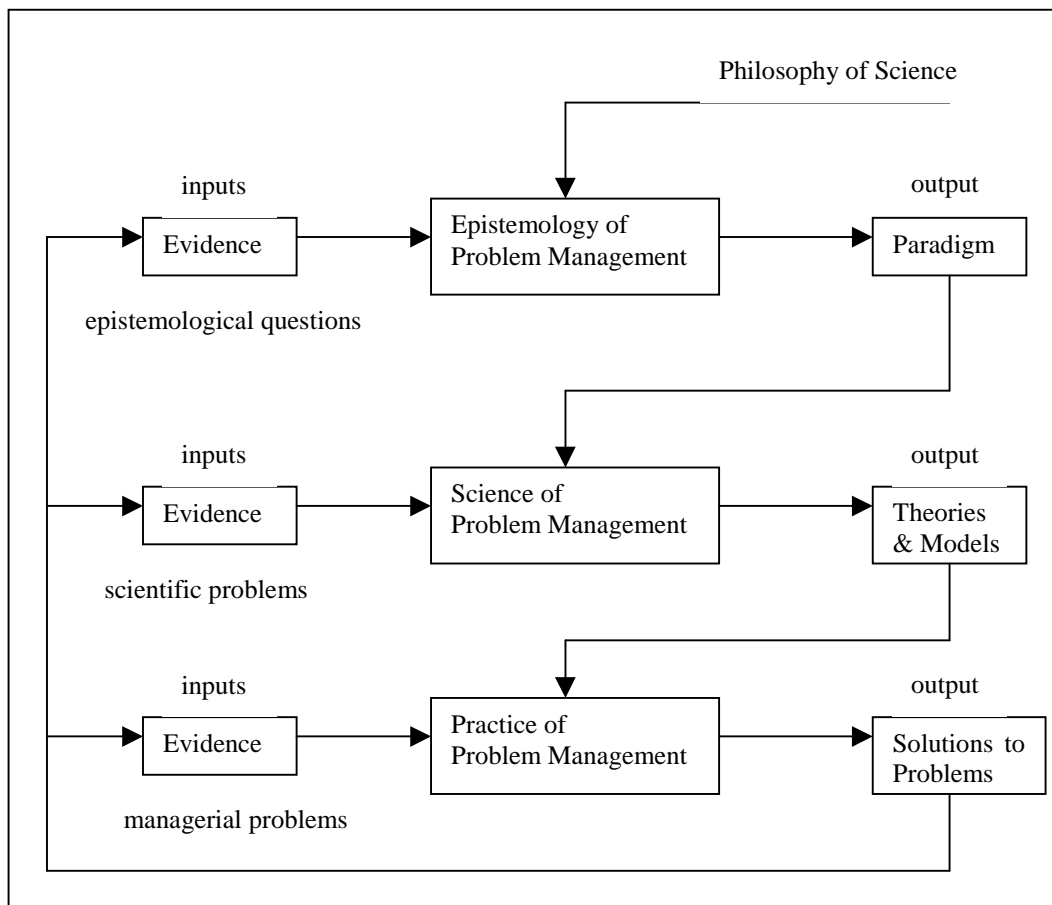 Philosophy of Science
inputs
output
Evidence
Epistemology of
Problem Management
Paradigm
epistemological questions
inputs
output
Evidence
Science of
Problem Management
Theories
& Models
scientific problems
inputs
output
Evidence
Practice of
Problem Management
Solutions to
Problems
managerial problems